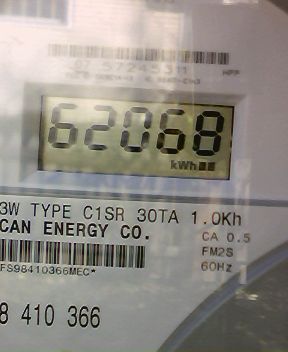 62068
kWh
3W TYPE C1SR 30TA 1.0Kh
CAN ENERGY CO.
CA 0.5
FM2S
60Hz
FS98410366MEC*
8 410 366